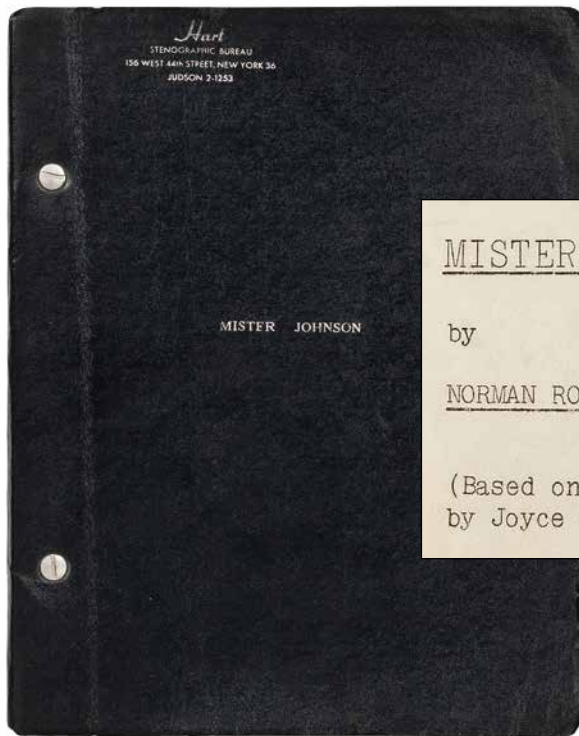 Hart
STENOGRAPHIC BUREAU
156 WEST 44th STREET, NEW YORK 36
JUDSON 2-1253
MISTER JOHNSON
MISTER
by
NORMAN RO
(Based on
by Joyce